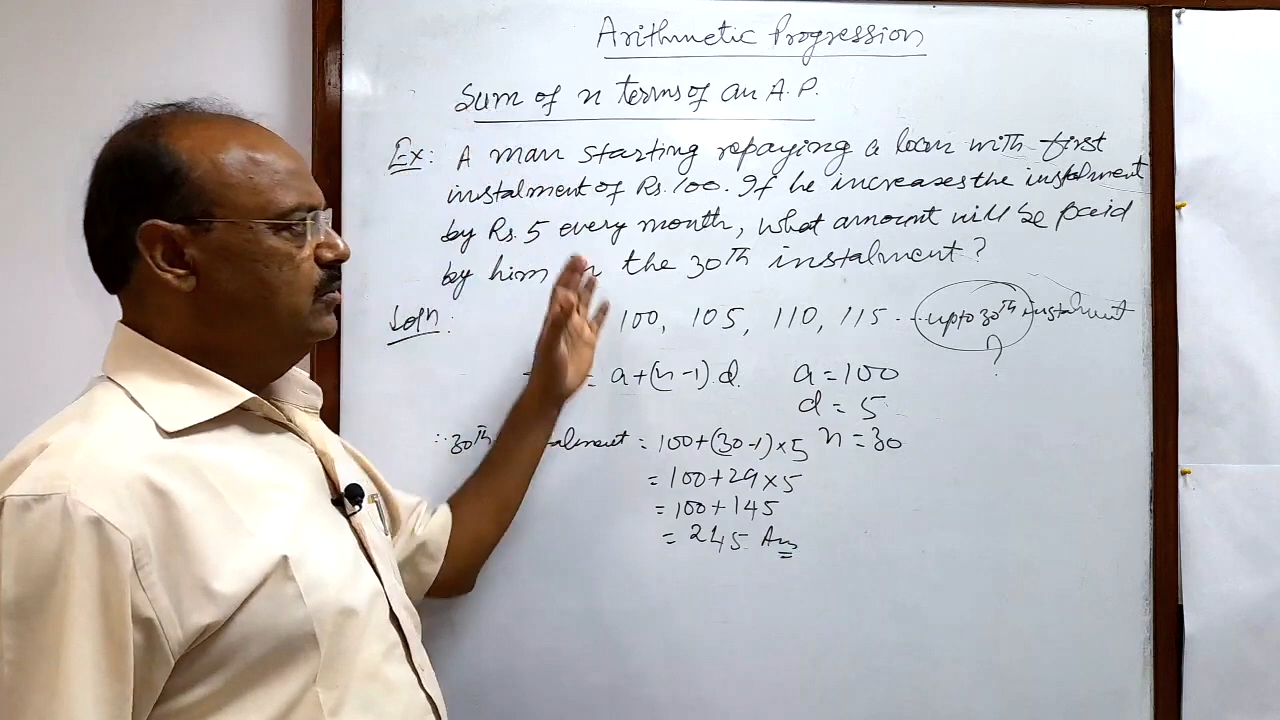 Arithmetic Progression
Sum of n terms of an A.P.
Ex: A man starting repaying a loan with first
instalment of Rs. 100. If he increases the instalment
by Rs. 5 every month, what amount will be paid
by him the 30th instalment?
Soln: 100, 105, 110, 115 ... upto 30th instalment
?
= a+(n-1).d a = 100
d = 5
∴ 30th = 100+(30-1)×5 n = 30
= 100+29×5
= 100+145
= 245 Ans